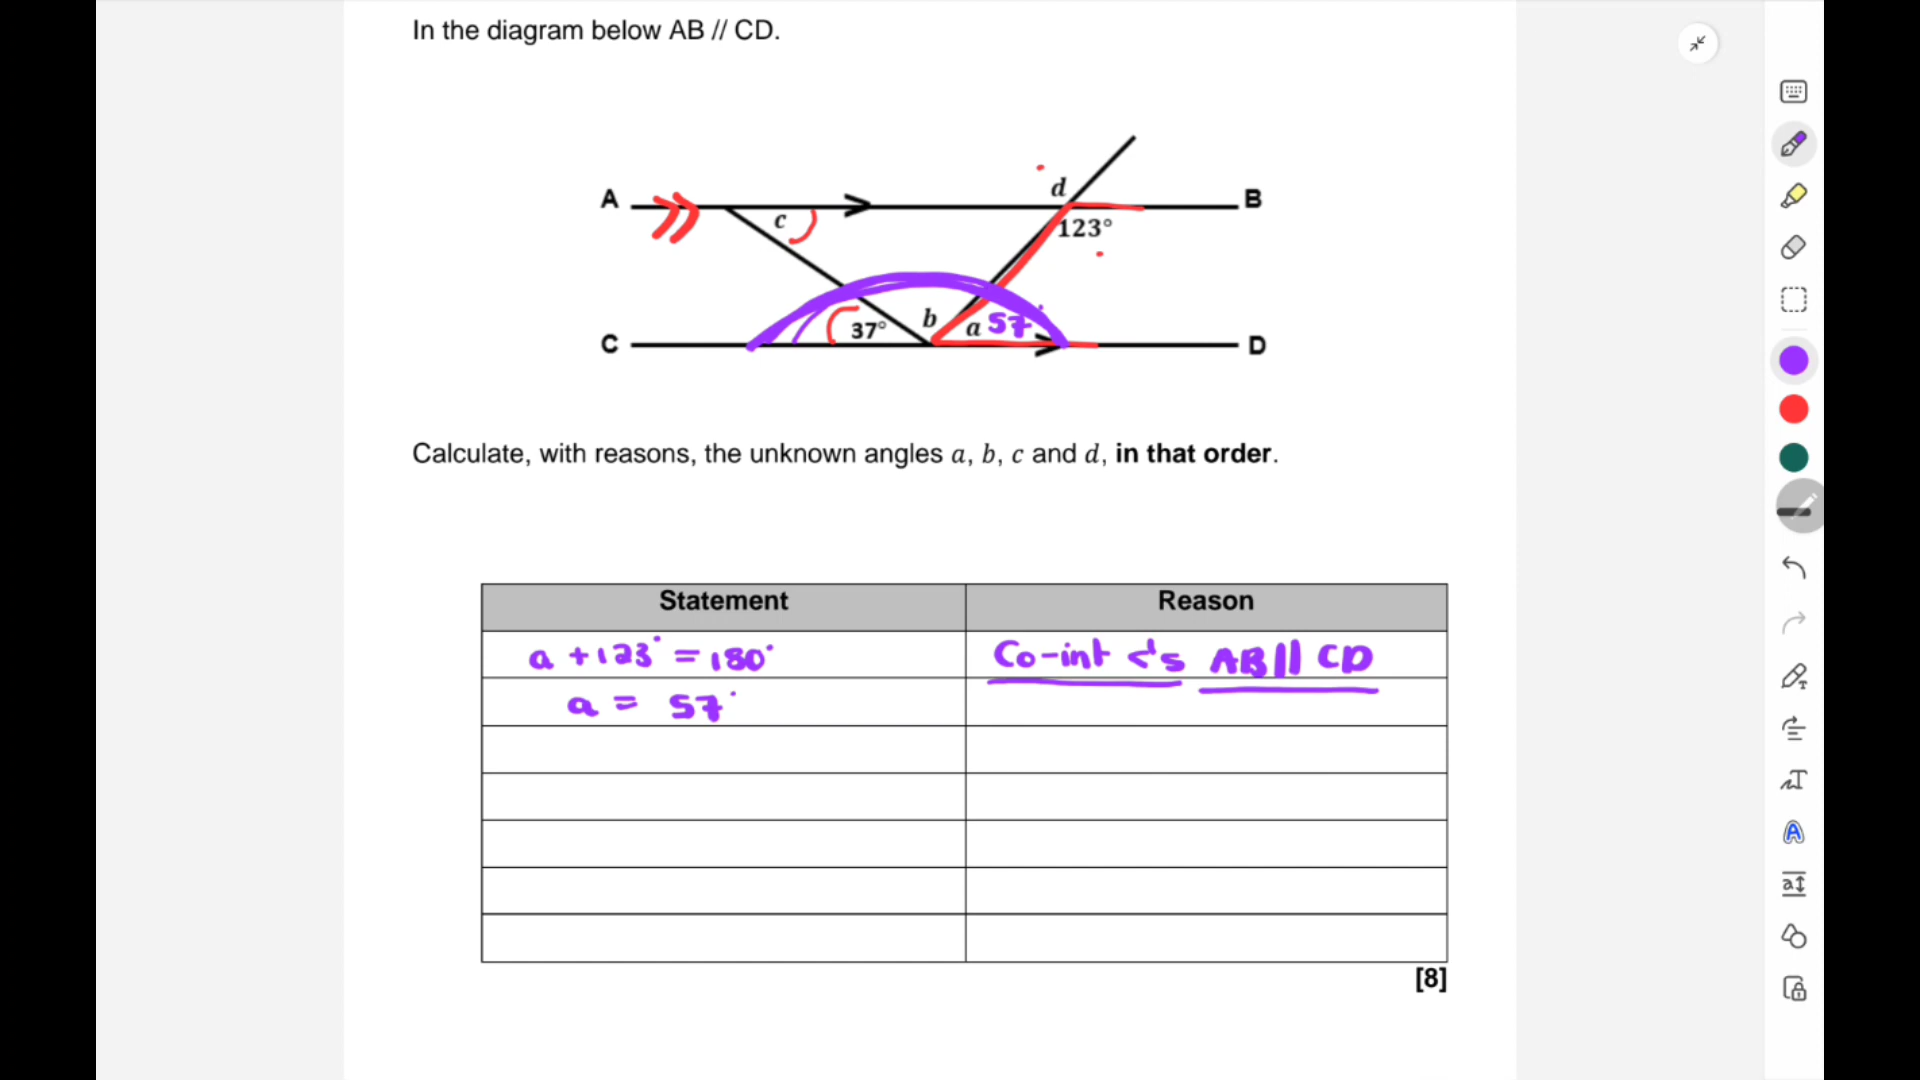 In the diagram below AB // CD.
A c d B
123°
C 37° b a 57° D
Calculate, with reasons, the unknown angles a, b, c and d, in that order.
Statement Reason
a + 123° = 180° Co-int <'s AB || CD
a = 57°
[8]